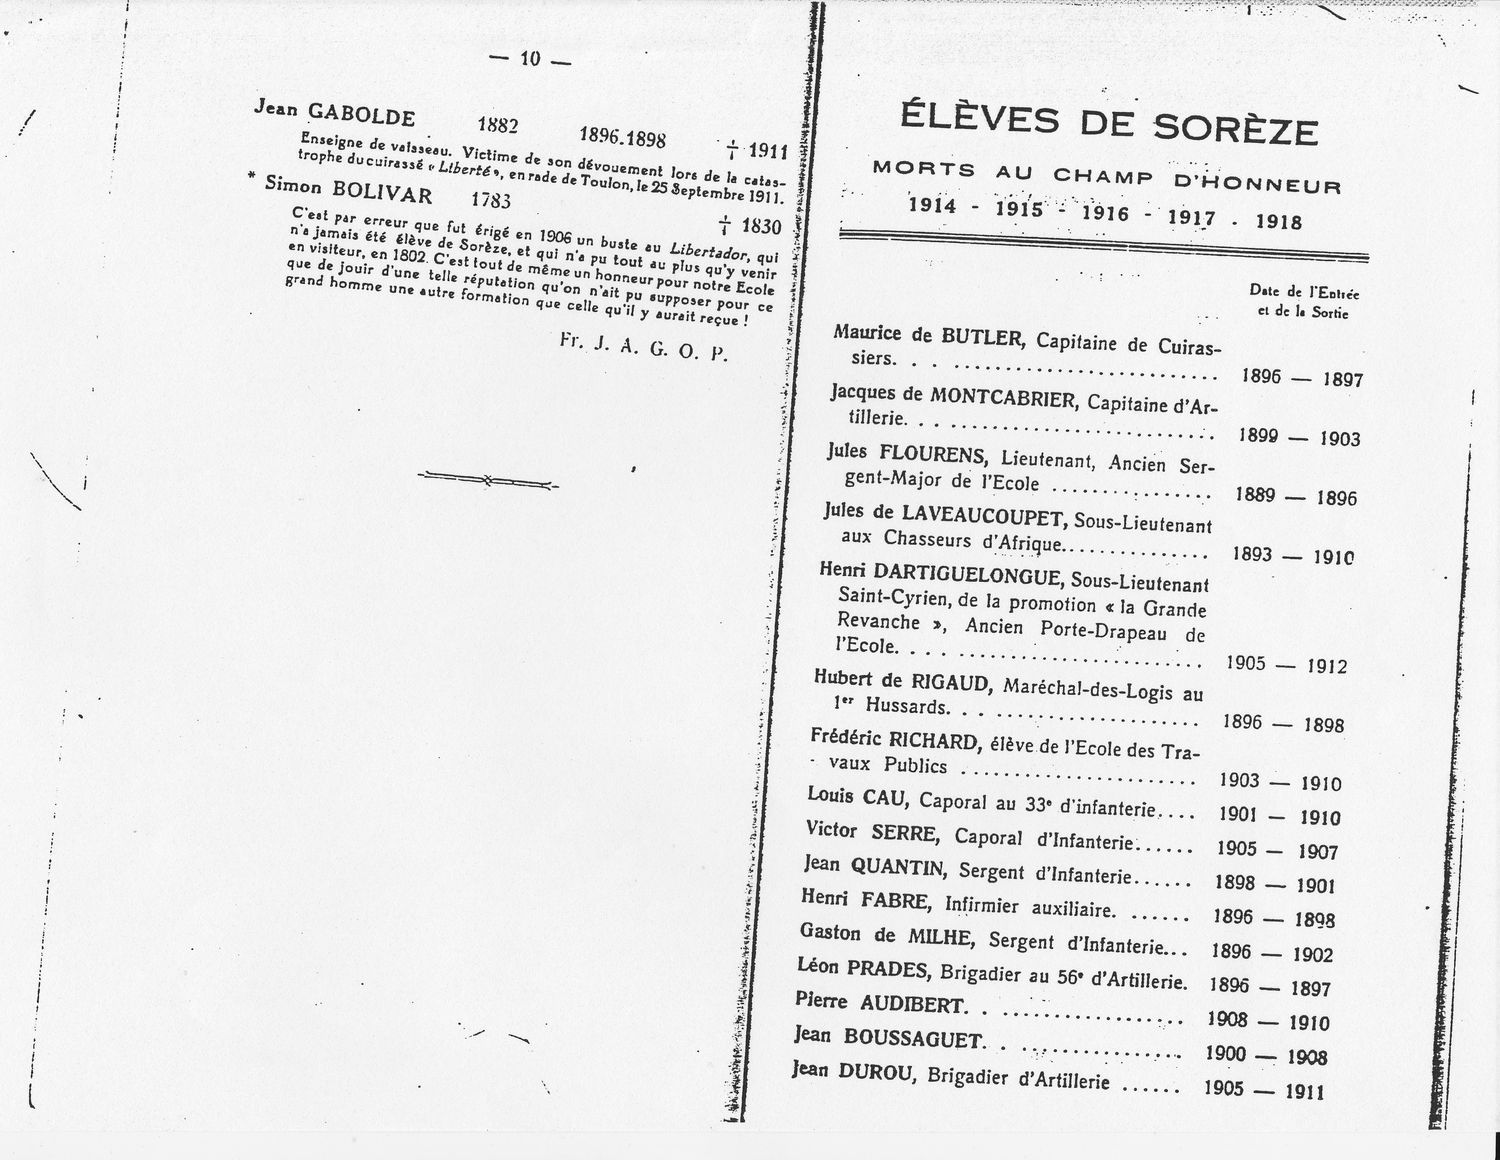 — 10 —
Jean GABOLDE 1882 1896.1898 † 1911
Enseigne de vaisseau. Victime de son dévouement lors de la catas-
trophe du cuirassé « Liberté », en rade de Toulon, le 25 Septembre 1911.
* Simon BOLIVAR 1783 † 1830
C'est par erreur que fut érigé en 1906 un buste au Libertador, qui
n'a jamais été élève de Sorèze, et qui n'a pu tout au plus qu'y venir
en visiteur, en 1802. C'est tout de même un honneur pour notre Ecole
que de jouir d'une telle réputation qu'on n'ait pu supposer pour ce
grand homme une autre formation que celle qu'il y aurait reçue !
Fr. J. A. G. O. P.
ÉLÈVES DE SORÈZE
MORTS AU CHAMP D'HONNEUR
1914 - 1915 - 1916 - 1917 . 1918
Date de l'Entrée
et de la Sortie
Maurice de BUTLER, Capitaine de Cuiras-
siers. . . ......................... 1896 — 1897
Jacques de MONTCABRIER, Capitaine d'Ar-
tillerie. . . ......................... 1899 — 1903
Jules FLOURENS, Lieutenant, Ancien Ser-
gent-Major de l'Ecole ................ 1889 — 1896
Jules de LAVEAUCOUPET, Sous-Lieutenant
aux Chasseurs d'Afrique............... 1893 — 1910
Henri DARTIGUELONGUE, Sous-Lieutenant
Saint-Cyrien, de la promotion « la Grande
Revanche », Ancien Porte-Drapeau de
l'Ecole. . . . ....................... 1905 — 1912
Hubert de RIGAUD, Maréchal-des-Logis au
1er Hussards. . . .................... 1896 — 1898
Frédéric RICHARD, élève de l'Ecole des Tra-
vaux Publics ...................... 1903 — 1910
Louis CAU, Caporal au 33e d'infanterie.... 1901 — 1910
Victor SERRE, Caporal d'Infanterie...... 1905 — 1907
Jean QUANTIN, Sergent d'Infanterie...... 1898 — 1901
Henri FABRE, Infirmier auxiliaire. ...... 1896 — 1898
Gaston de MILHE, Sergent d'Infanterie... 1896 — 1902
Léon PRADES, Brigadier au 56e d'Artillerie. 1896 — 1897
Pierre AUDIBERT. . .................. 1908 — 1910
Jean BOUSSAGUET. . ................ 1900 — 1908
Jean DUROU, Brigadier d'Artillerie ...... 1905 — 1911